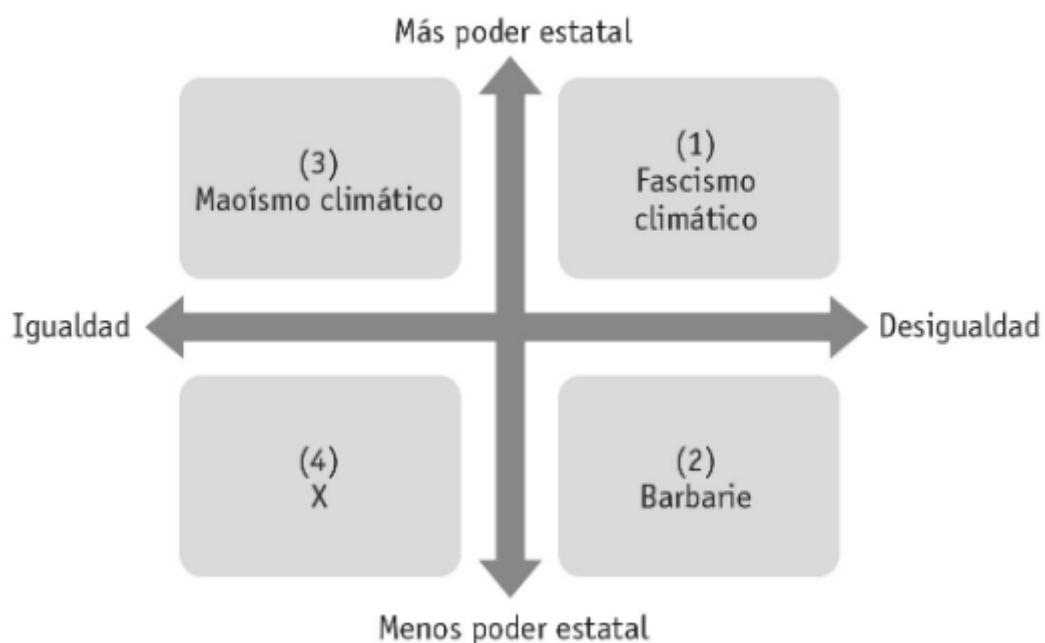 Más poder estatal
(3)
Maoísmo climático
(1)
Fascismo
climático
Igualdad
Desigualdad
(4)
X
(2)
Barbarie
Menos poder estatal